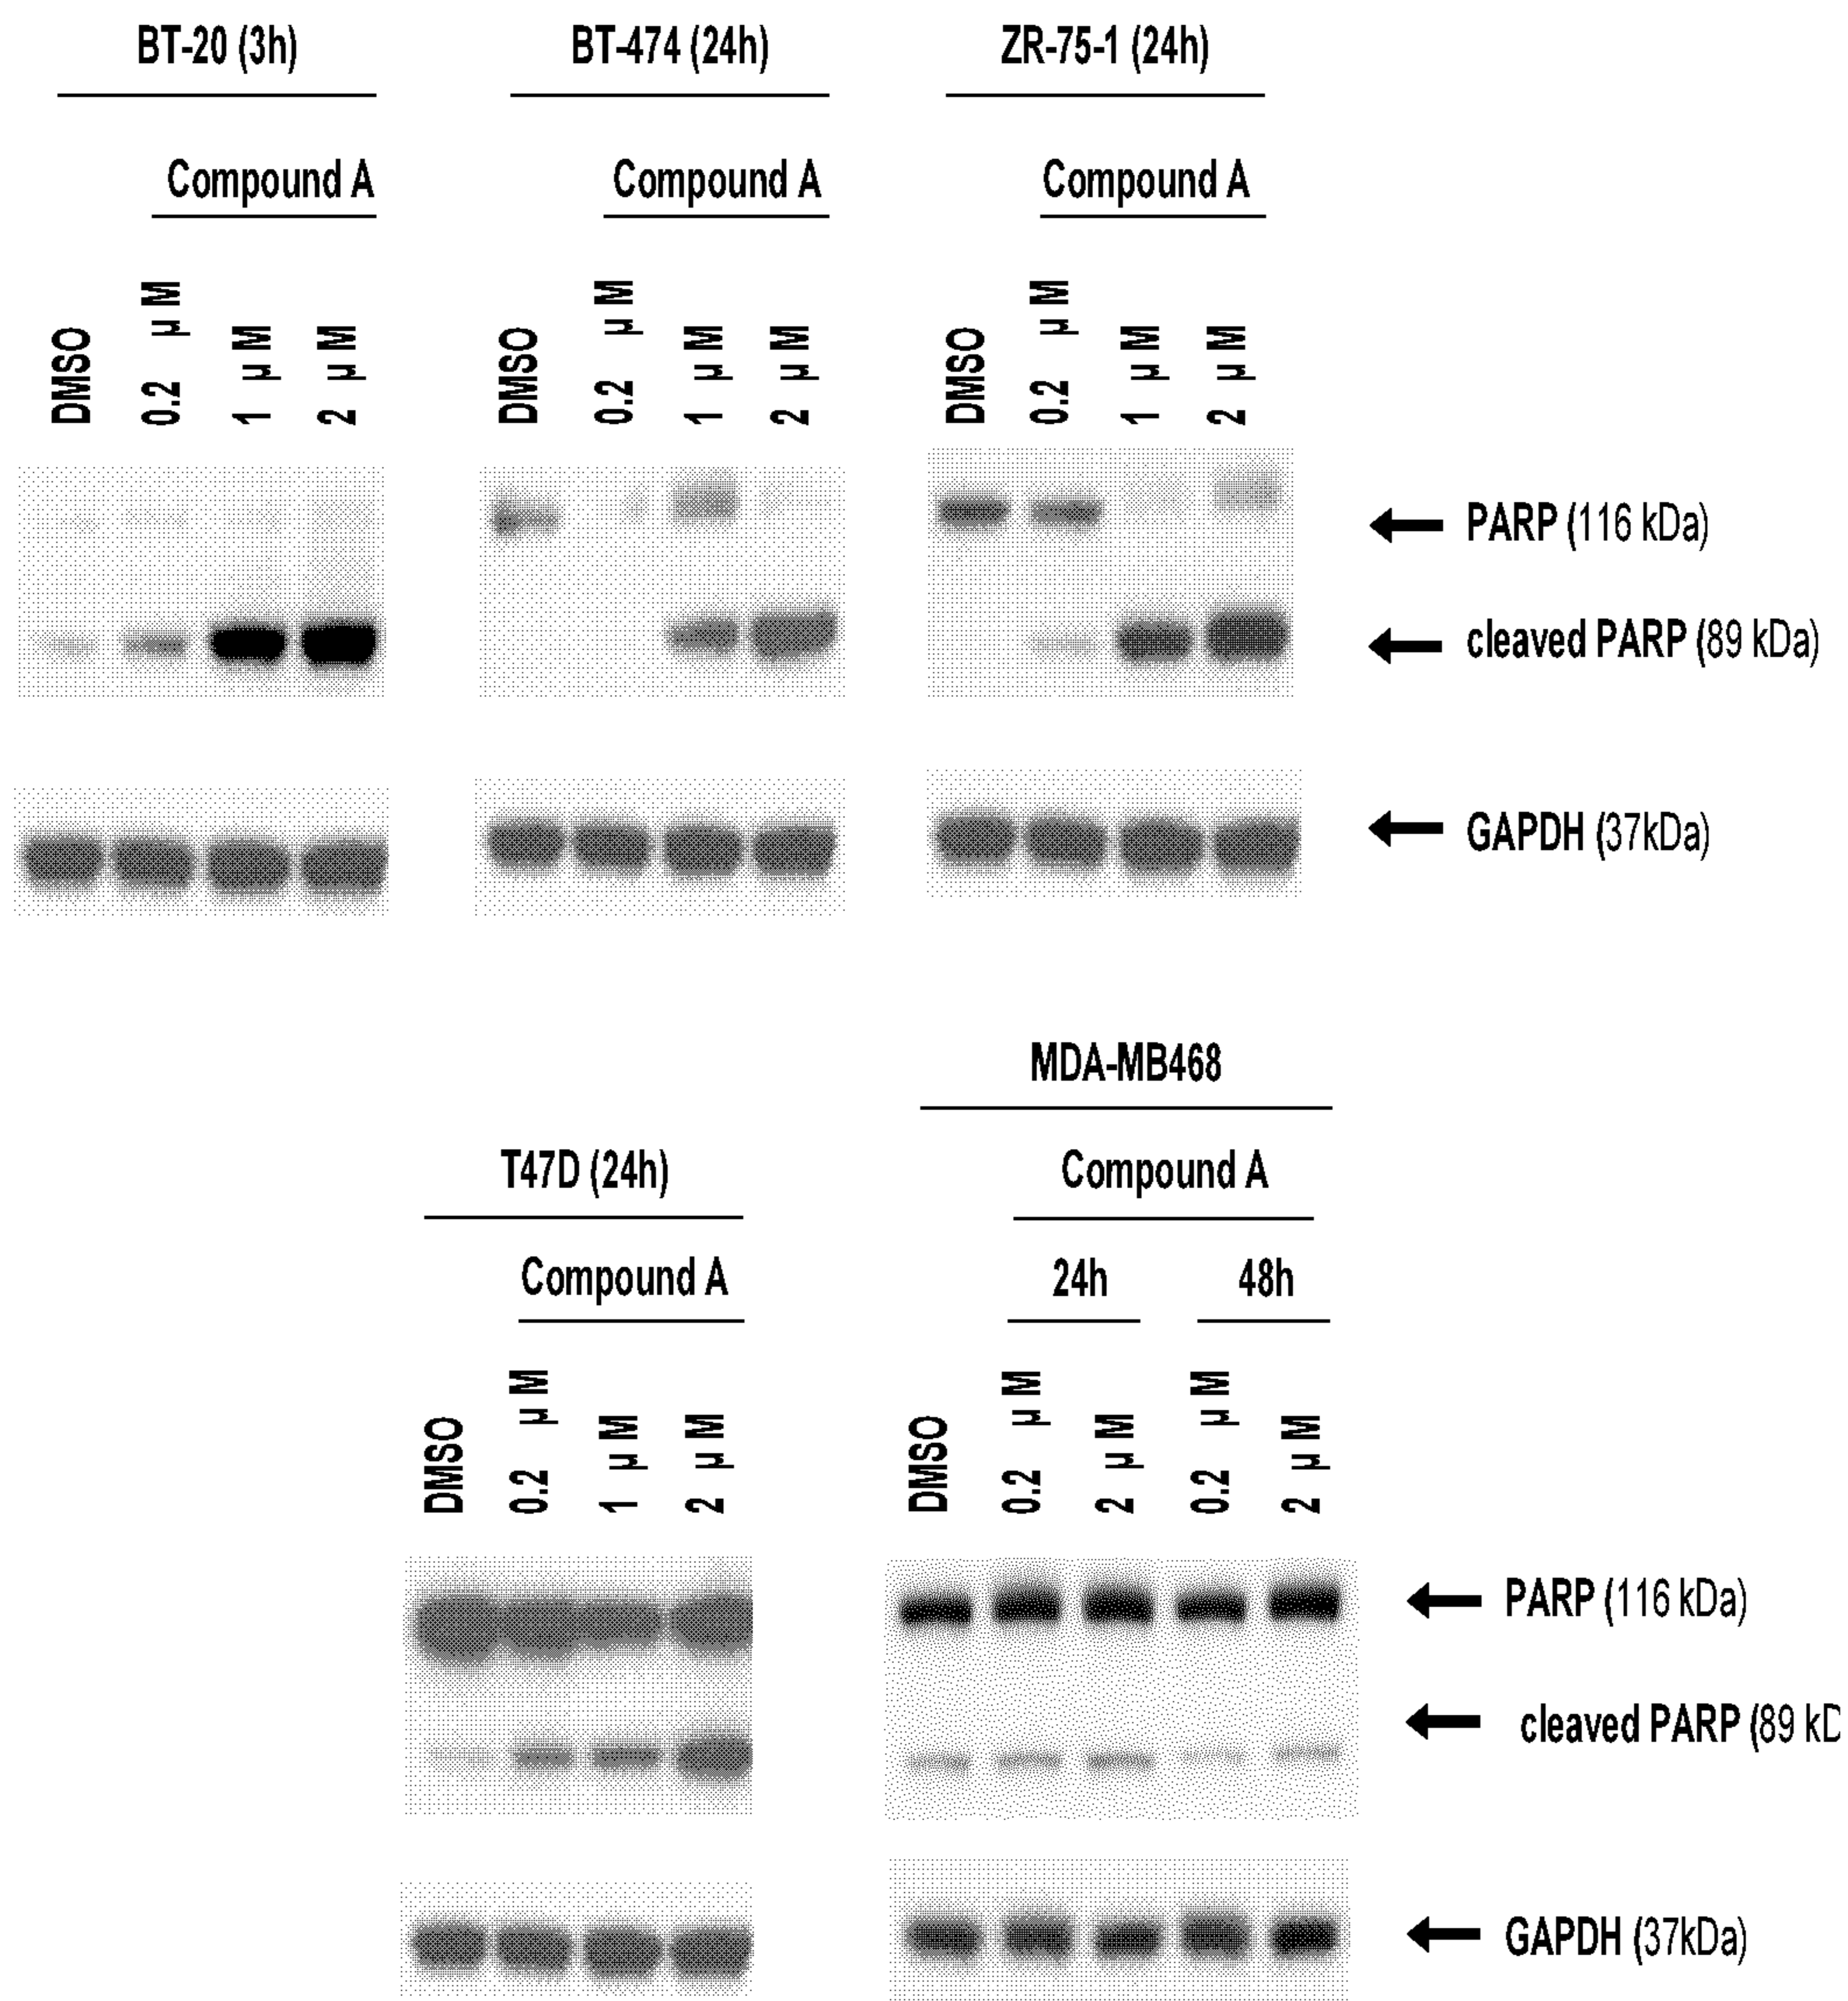 BT-20 (3h) BT-474 (24h) ZR-75-1 (24h)
Compound A Compound A Compound A
DMSO 0.2 µM 1 µM 2 µM DMSO 0.2 µM 1 µM 2 µM DMSO 0.2 µM 1 µM 2 µM
PARP (116 kDa)
cleaved PARP (89 kDa)
GAPDH (37kDa)
MDA-MB468
T47D (24h) Compound A
Compound A 24h 48h
DMSO 0.2 µM 1 µM 2 µM DMSO 0.2 µM 2 µM 0.2 µM 2 µM
PARP (116 kDa)
cleaved PARP (89 kD
GAPDH (37kDa)